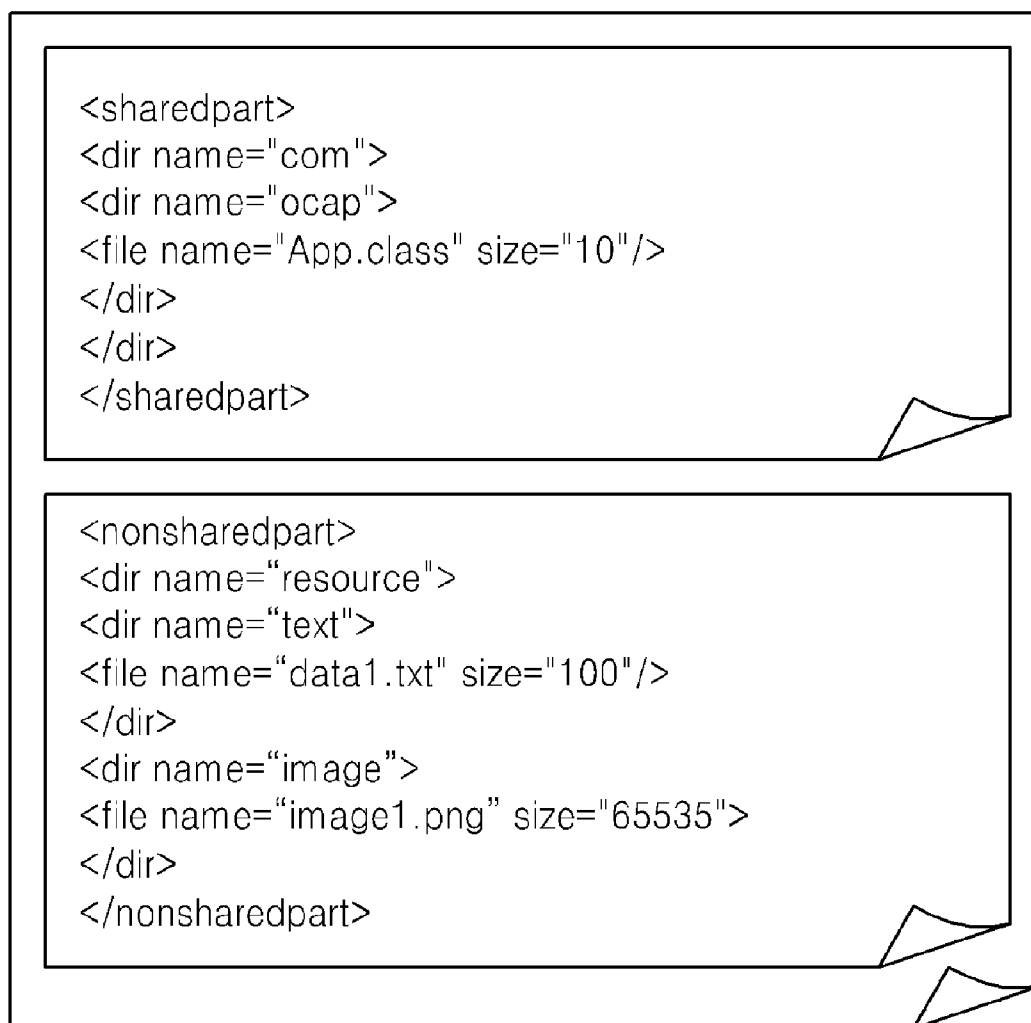 <sharedpart>
<dir name="com">
<dir name="ocap">
<file name="App.class" size="10"/>
</dir>
</dir>
</sharedpart>
<nonsharedpart>
<dir name=“resource">
<dir name=“text">
<file name=“data1.txt" size="100"/>
</dir>
<dir name=“image”>
<file name=“image1.png” size="65535">
</dir>
</nonsharedpart>